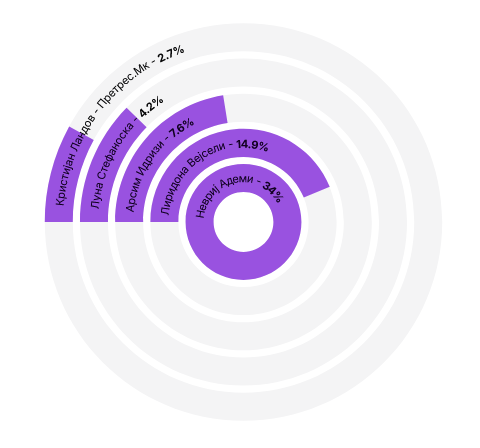 Кристијан Ландов - Претрес.Мк - 2.7%
Луна Стефаноска - 4.2%
Арсим Идризи - 7.6%
Лиридона Вејсели - 14.9%
Невриј Адеми - 34%